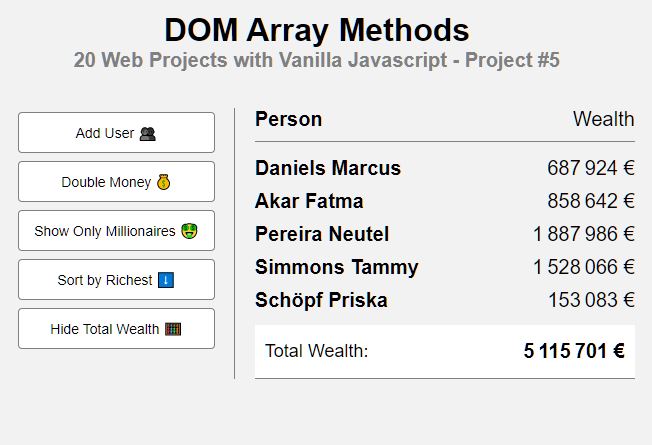 DOM Array Methods
20 Web Projects with Vanilla Javascript - Project #5
Add User 👥
Double Money 💰
Show Only Millionaires 🤑
Sort by Richest ⬇
Hide Total Wealth 🧮
Person Wealth
Daniels Marcus 687 924 €
Akar Fatma 858 642 €
Pereira Neutel 1 887 986 €
Simmons Tammy 1 528 066 €
Schöpf Priska 153 083 €
Total Wealth: 5 115 701 €